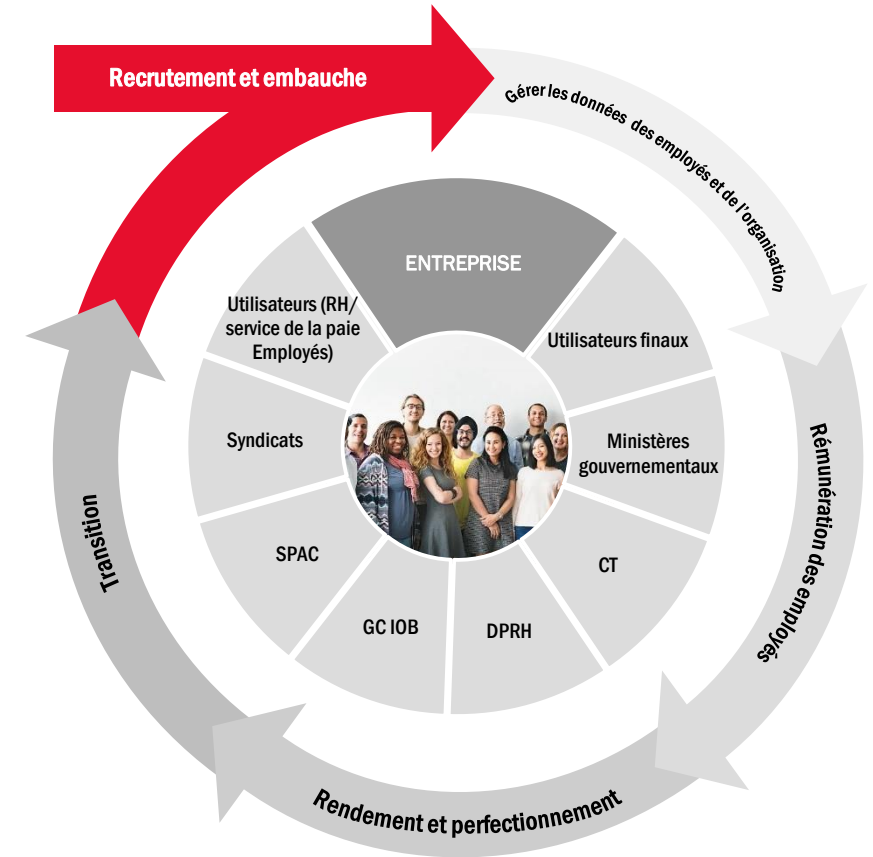 Recrutement et embauche
Gérer les données des employés et de l'organisation
Rémunération des employés
Rendement et perfectionnement
Transition
ENTREPRISE
Utilisateurs finaux
Ministères
gouvernementaux
CT
DPRH
GC IOB
SPAC
Syndicats
Utilisateurs (RH/
service de la paie
Employés)